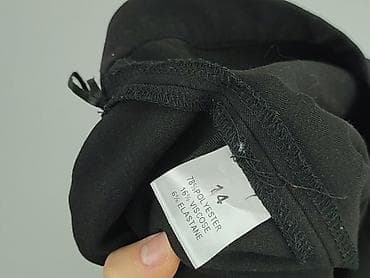 14
78%POLYESTER
16% VISCOSE
6% ELASTANE